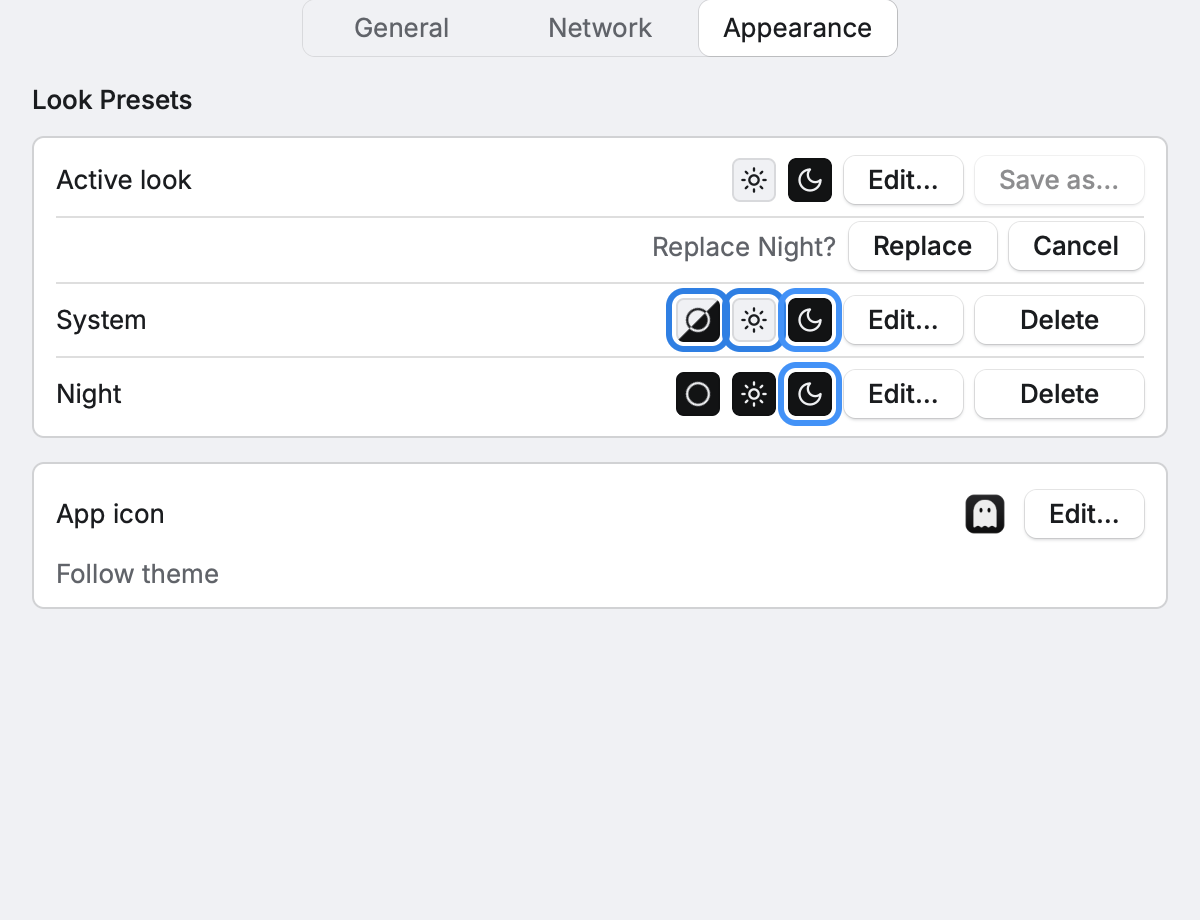 General Network Appearance
Look Presets
Active look Edit... Save as...
Replace Night? Replace Cancel
System Edit... Delete
Night Edit... Delete
App icon Edit...
Follow theme